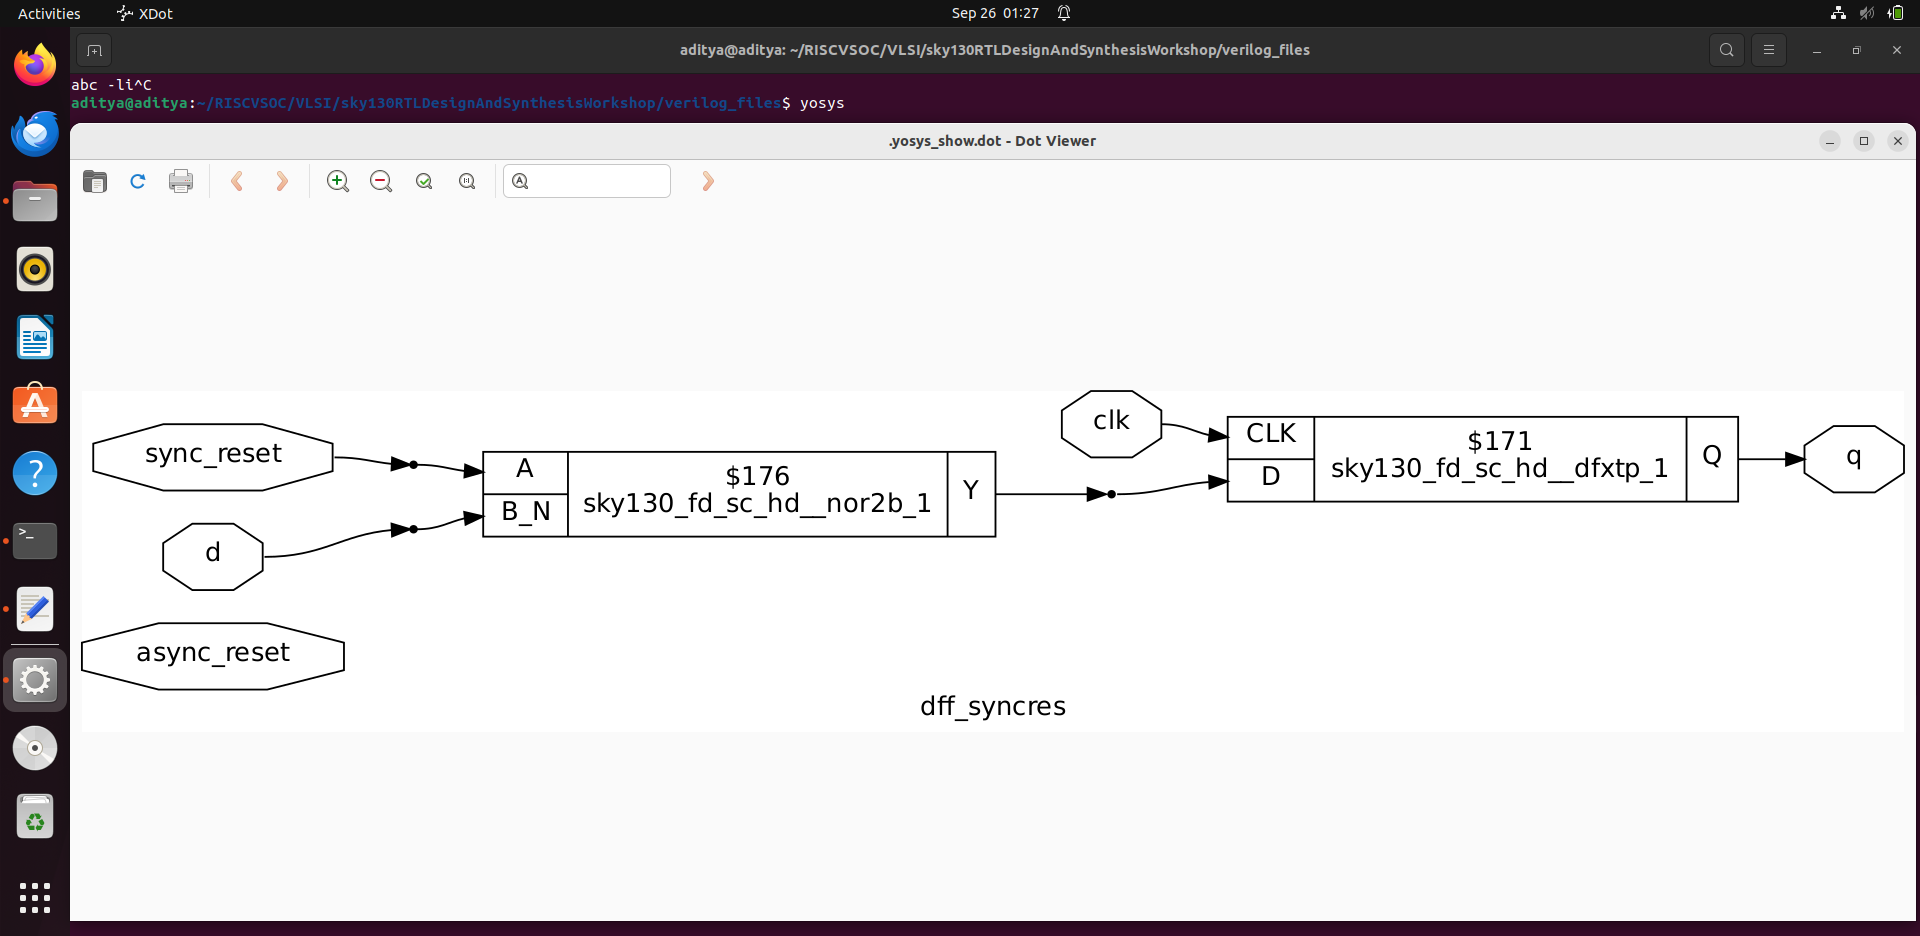 Activities
XDot
Sep 26 01:27
aditya@aditya: ~/RISCVSOC/VLSI/sky130RTLDesignAndSynthesisWorkshop/verilog_files
abc -li^C
aditya@aditya:~/RISCVSOC/VLSI/sky130RTLDesignAndSynthesisWorkshop/verilog_files$ yosys
.yosys_show.dot - Dot Viewer
sync_reset
d
async_reset
A
B_N
$176
sky130_fd_sc_hd__nor2b_1
Y
clk
CLK
D
$171
sky130_fd_sc_hd__dfxtp_1
Q
q
dff_syncres